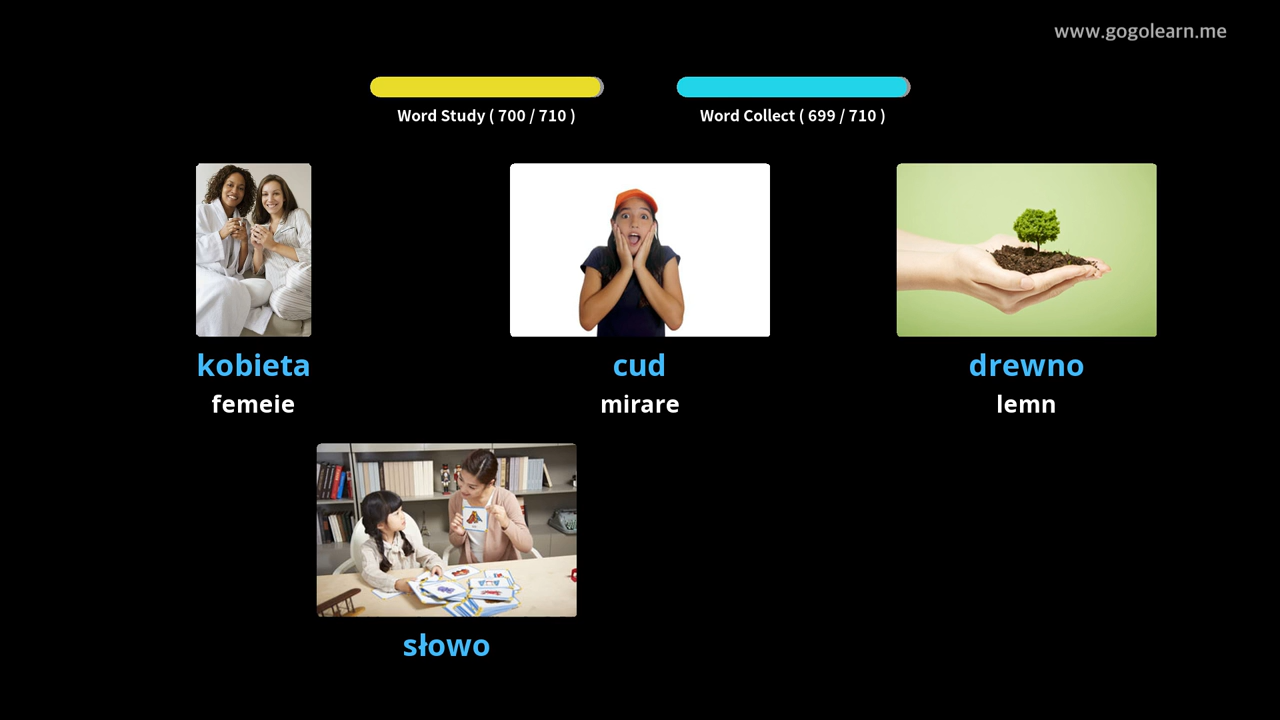 www.gogolearn.me
Word Study ( 700 / 710 )
Word Collect ( 699 / 710 )
kobieta
femeie
cud
mirare
drewno
lemn
słowo